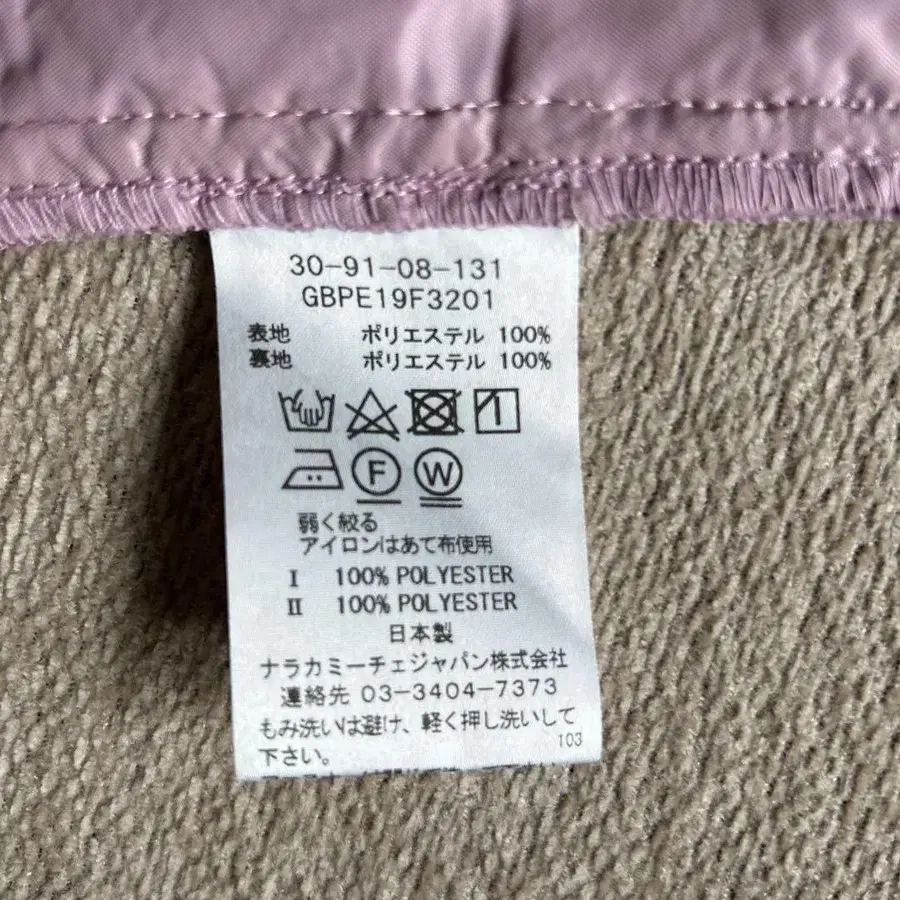 30-91-08-131
GBPE19F3201
表地 ポリエステル 100%
裏地 ポリエステル 100%
F W
弱く絞る
アイロンはあて布使用
I 100% POLYESTER
II 100% POLYESTER
日本製
ナラカミーチェジャパン株式会社
連絡先 03-3404-7373
もみ洗いは避け、軽く押し洗いして
下さい。
103